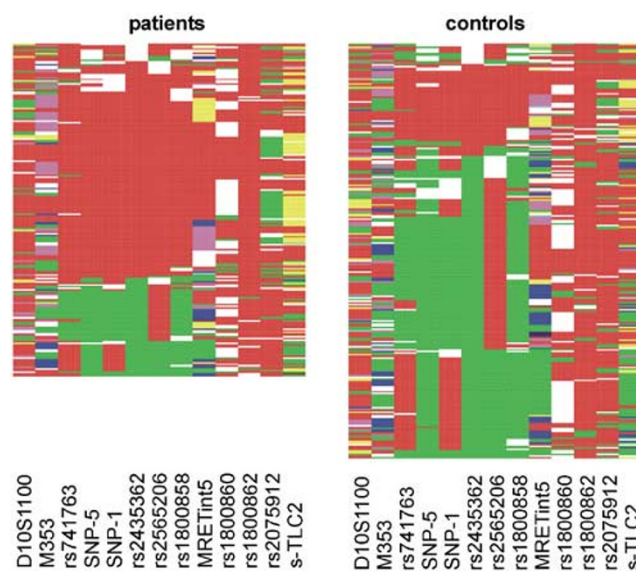 patients
controls
D10S1100
M353
rs741763
SNP-5
SNP-1
rs2435362
rs2565206
rs1800858
MRETint5
rs1800860
rs1800862
rs2075912
s-TLC2
D10S1100
M353
rs741763
SNP-5
SNP-1
rs2435362
rs2565206
rs1800858
MRETint5
rs1800860
rs1800862
rs2075912
s-TLC2